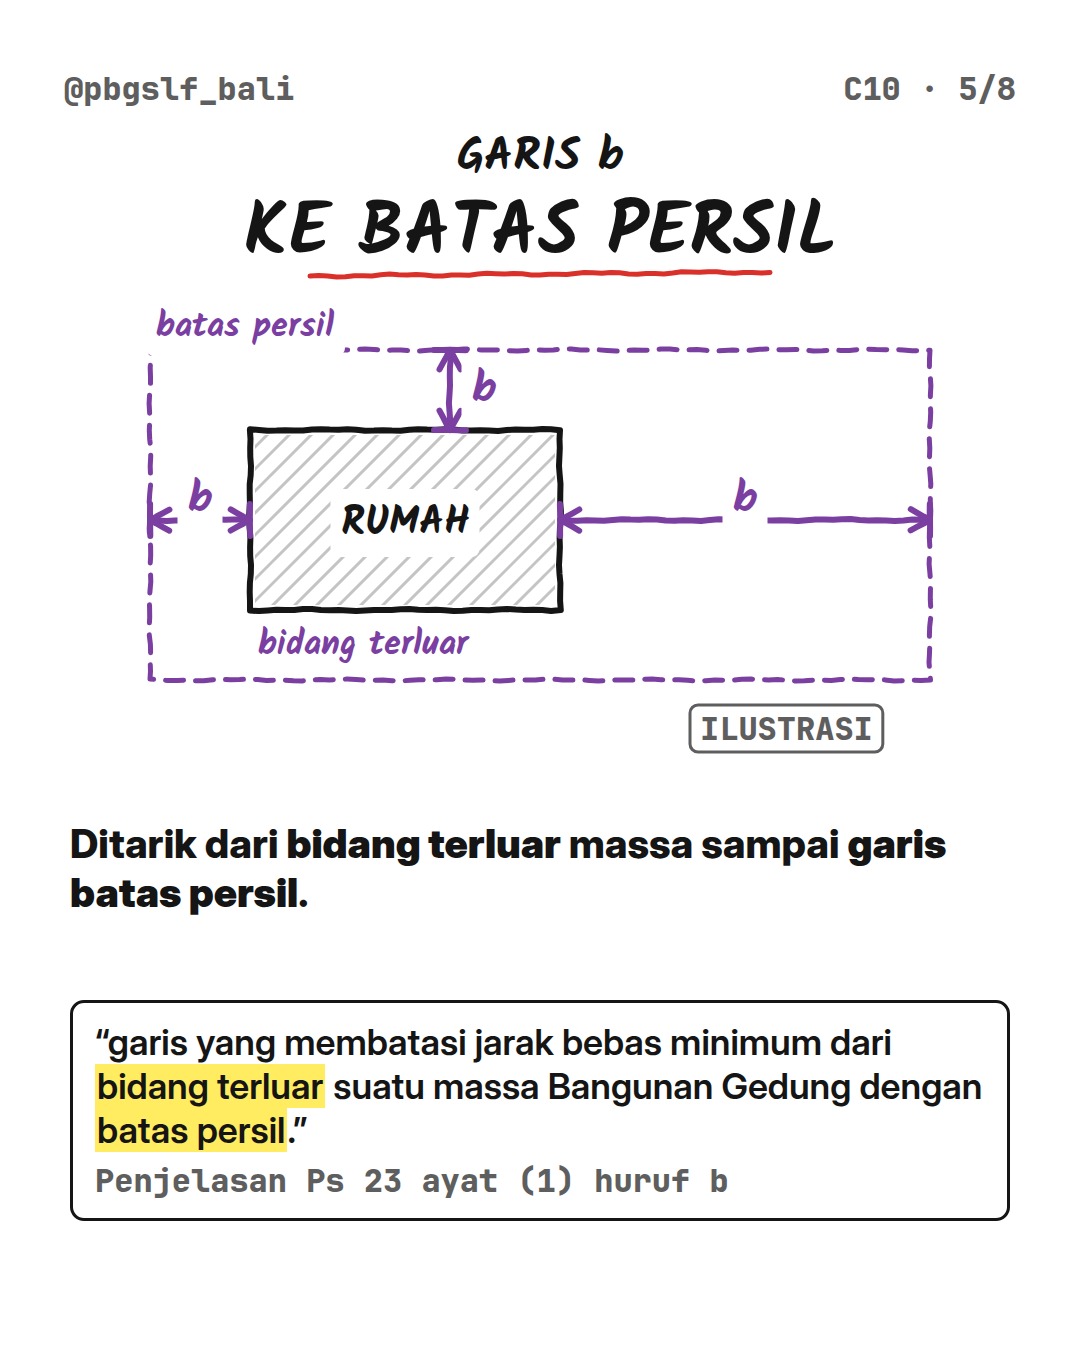 @pbgslf_bali
C10 · 5/8
GARIS b
KE BATAS PERSIL
batas persil
b
b
b
RUMAH
bidang terluar
ILUSTRASI
Ditarik dari bidang terluar massa sampai garis
batas persil.
“garis yang membatasi jarak bebas minimum dari
bidang terluar suatu massa Bangunan Gedung dengan
batas persil.”
Penjelasan Ps 23 ayat (1) huruf b